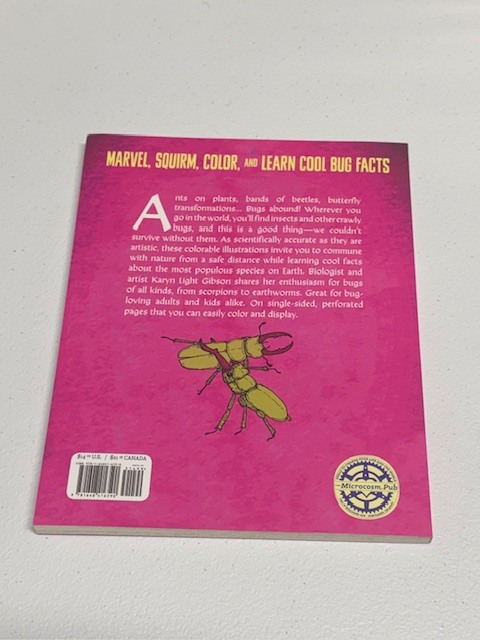 MARVEL, SQUIRM, COLOR, AND LEARN COOL BUG FACTS
Ants on plants, bands of beetles, butterfly
transformations... Bugs abound! Wherever you
go in the world, you'll find insects and other crawly
bugs, and this is a good thing—we couldn't
survive without them. As scientifically accurate as they are
artistic, these colorable illustrations invite you to commune
with nature from a safe distance while learning cool facts
about the most populous species on Earth. Biologist and
artist Karyn Light Gibson shares her enthusiasm for bugs
of all kinds, from scorpions to earthworms. Great for bug-
loving adults and kids alike. On single-sided, perforated
pages that you can easily color and display.
U.S. / CANADA
Microcosm.Pub